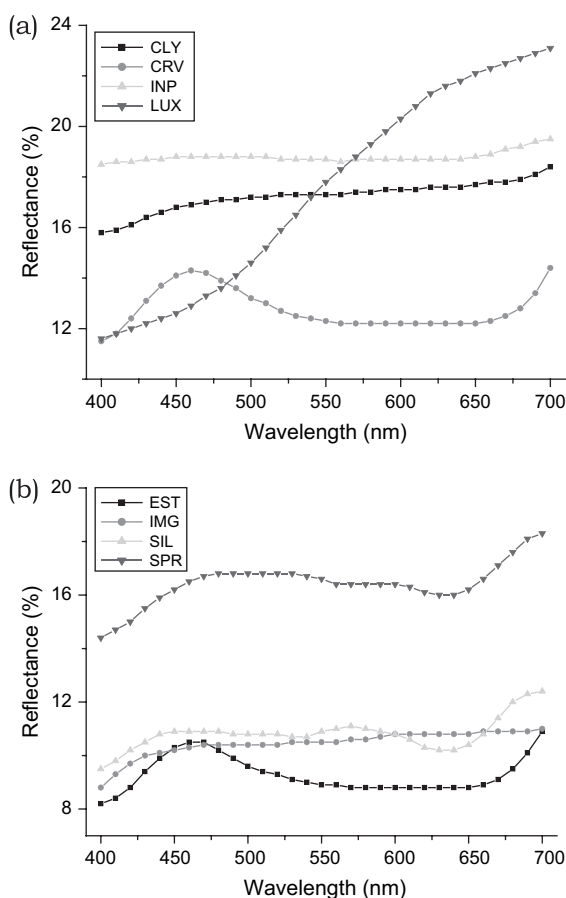 (a)
24
20
16
12
Reflectance (%)
CLY
CRV
INP
LUX
400 450 500 550 600 650 700
Wavelength (nm)
(b)
20
16
12
8
Reflectance (%)
EST
IMG
SIL
SPR
400 450 500 550 600 650 700
Wavelength (nm)